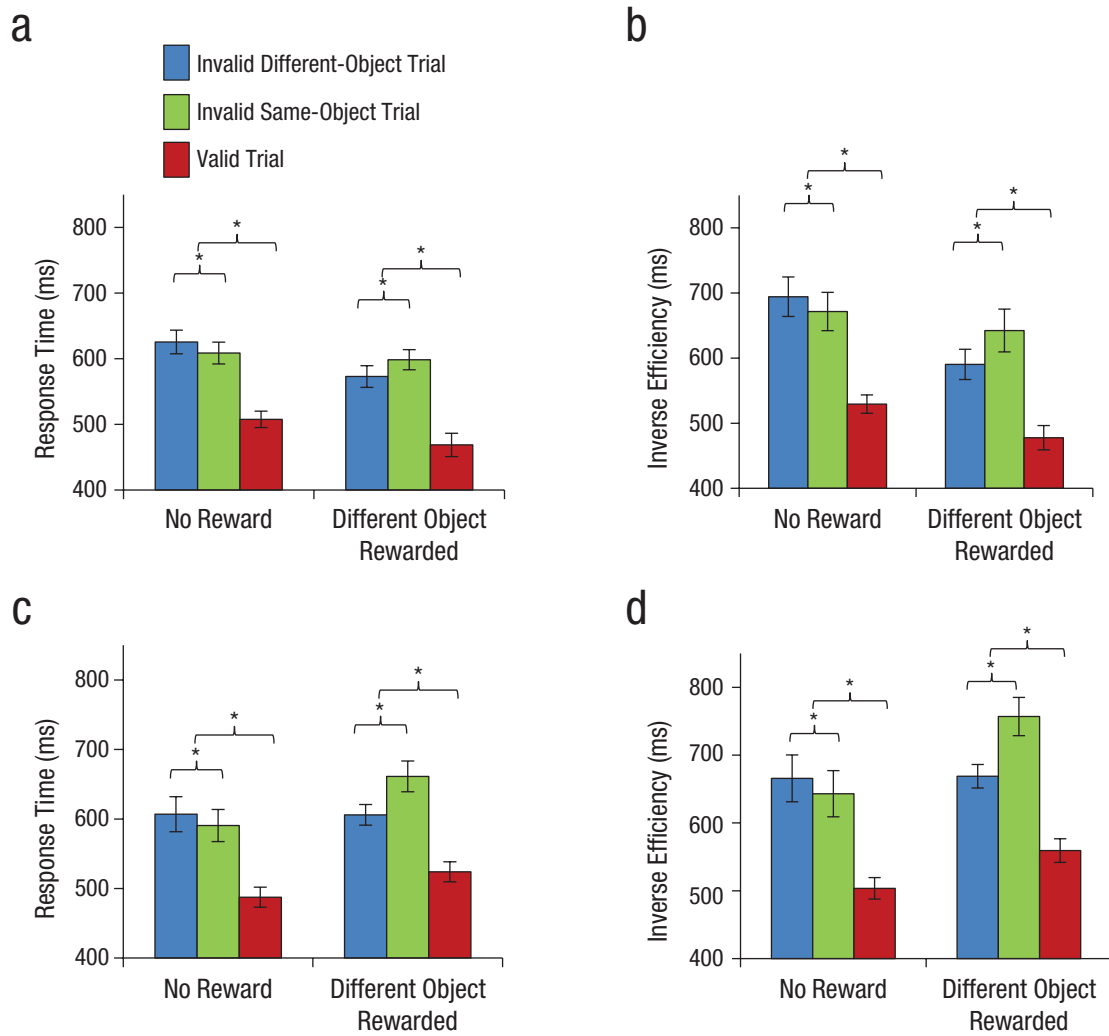 a
Invalid Different-Object Trial
Invalid Same-Object Trial
Valid Trial
Response Time (ms)
800
700
600
500
400
*
*
*
*
No Reward
Different Object
Rewarded
b
Inverse Efficiency (ms)
800
700
600
500
400
*
*
*
*
No Reward
Different Object
Rewarded
c
Response Time (ms)
800
700
600
500
400
*
*
*
*
No Reward
Different Object
Rewarded
d
Inverse Efficiency (ms)
800
700
600
500
400
*
*
*
*
No Reward
Different Object
Rewarded